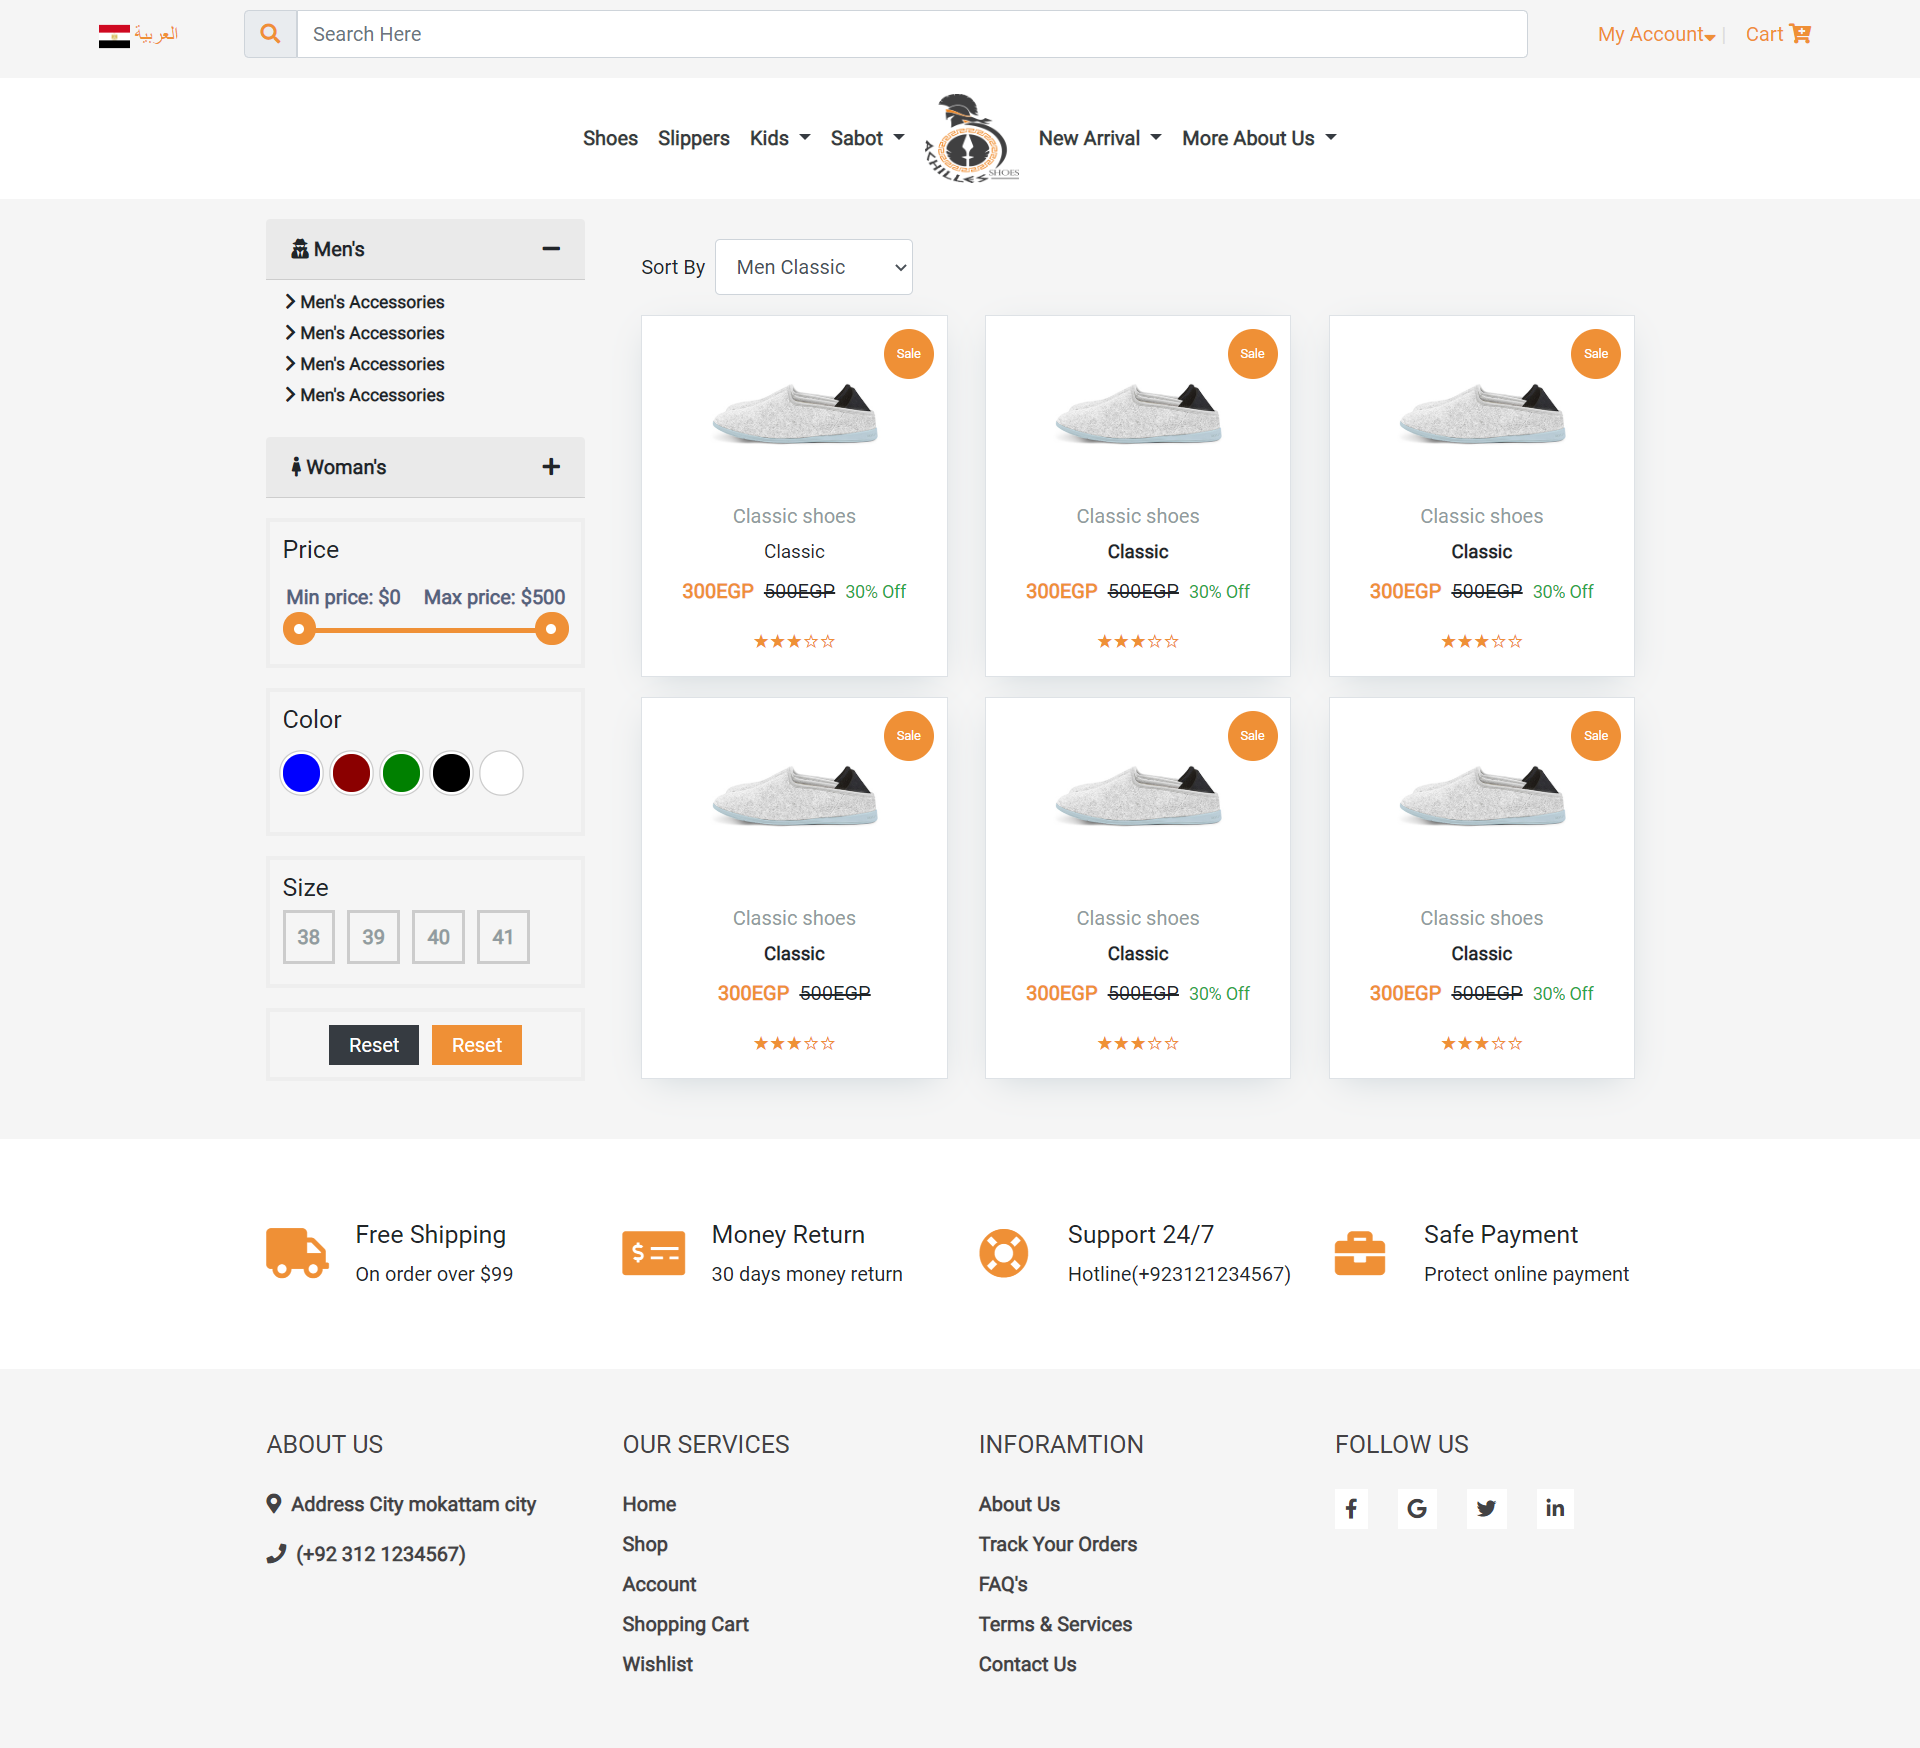 العربية
Search Here
My Account
Cart
Shoes Slippers Kids Sabot AKHILLES SHOES New Arrival More About Us
Men's
Men's Accessories
Men's Accessories
Men's Accessories
Men's Accessories
Woman's
Price
Min price: $0 Max price: $500
Color
Size
38 39 40 41
Reset Reset
Sort By Men Classic
Sale
Classic shoes
Classic
300EGP 500EGP 30% Off
★★★☆☆
Sale
Classic shoes
Classic
300EGP 500EGP 30% Off
★★★☆☆
Sale
Classic shoes
Classic
300EGP 500EGP 30% Off
★★★☆☆
Sale
Classic shoes
Classic
300EGP 500EGP
★★★☆☆
Sale
Classic shoes
Classic
300EGP 500EGP 30% Off
★★★☆☆
Sale
Classic shoes
Classic
300EGP 500EGP 30% Off
★★★☆☆
Free Shipping
On order over $99
Money Return
30 days money return
Support 24/7
Hotline(+923121234567)
Safe Payment
Protect online payment
ABOUT US
Address City mokattam city
(+92 312 1234567)
OUR SERVICES
Home
Shop
Account
Shopping Cart
Wishlist
INFORAMTION
About Us
Track Your Orders
FAQ's
Terms & Services
Contact Us
FOLLOW US